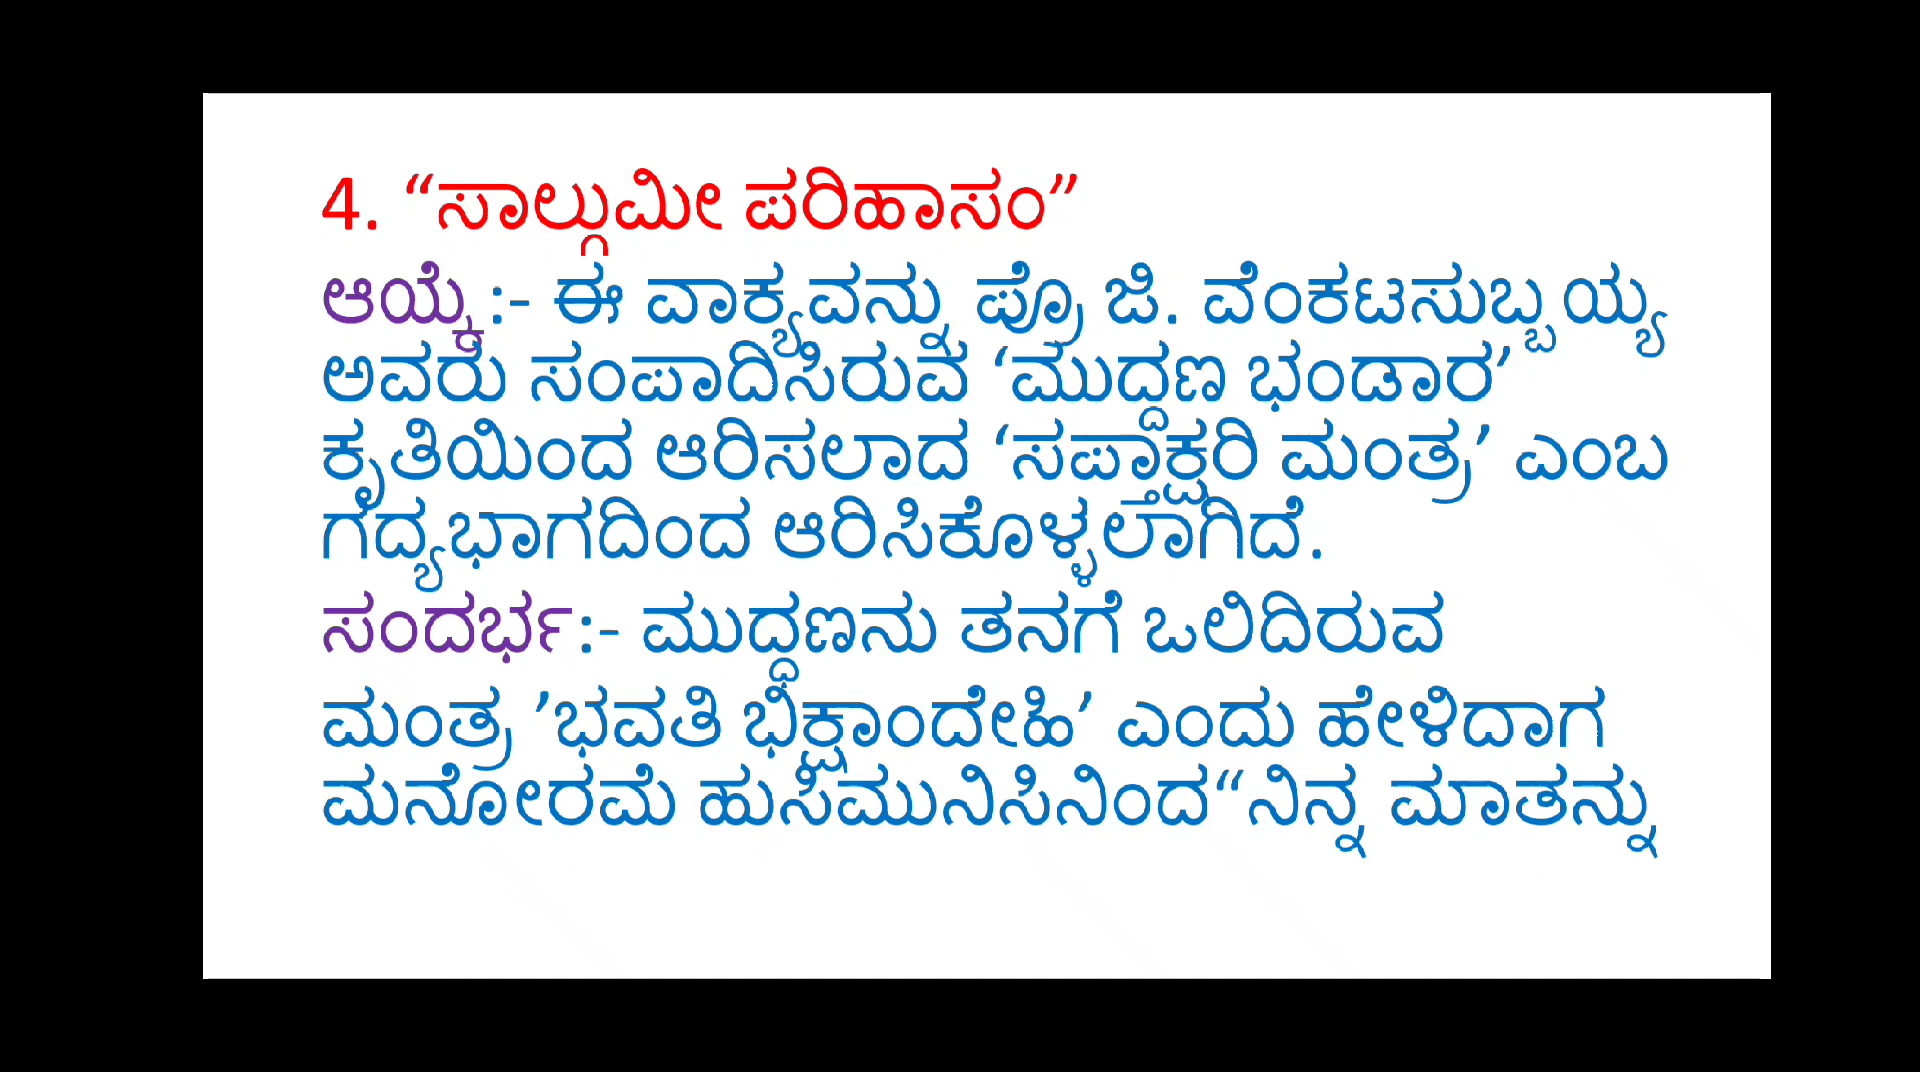 4. “ಸಾಲ್ಗುಮೀ ಪರಿಹಾಸಂ”
ಆಯ್ಕೆ:- ಈ ವಾಕ್ಯವನ್ನು ಪ್ರೊ ಜಿ. ವೆಂಕಟಸುಬ್ಬಯ್ಯ
ಅವರು ಸಂಪಾದಿಸಿರುವ ‘ಮುದ್ದಣ ಭಂಡಾರ’
ಕೃತಿಯಿಂದ ಆರಿಸಲಾದ ‘ಸಪ್ತಾಕ್ಷರಿ ಮಂತ್ರ’ ಎಂಬ
ಗದ್ಯಭಾಗದಿಂದ ಆರಿಸಿಕೊಳ್ಳಲಾಗಿದೆ.
ಸಂದರ್ಭ:- ಮುದ್ಧಣನು ತನಗೆ ಒಲಿದಿರುವ
ಮಂತ್ರ ’ಭವತಿ ಭಿಕ್ಷಾಂದೇಹಿ’ ಎಂದು ಹೇಳಿದಾಗ
ಮನೋರಮೆ ಹುಸಿಮುನಿಸಿನಿಂದ“ನಿನ್ನ ಮಾತನ್ನು